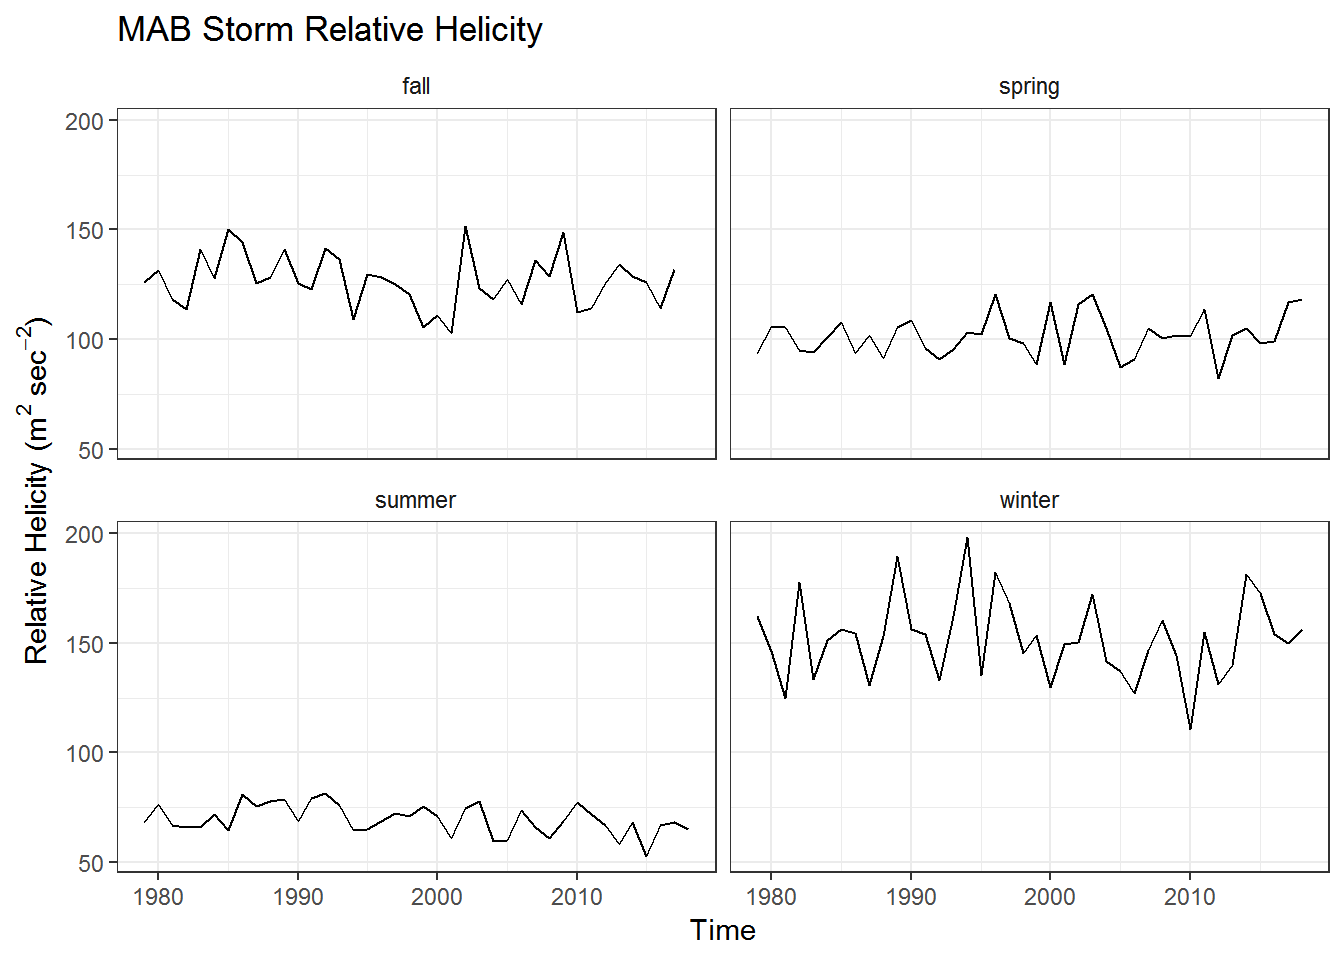 MAB Storm Relative Helicity
fall
spring
200
150
100
50
summer
winter
200
150
100
50
Relative Helicity (m² sec⁻²)
1980 1990 2000 2010
1980 1990 2000 2010
Time